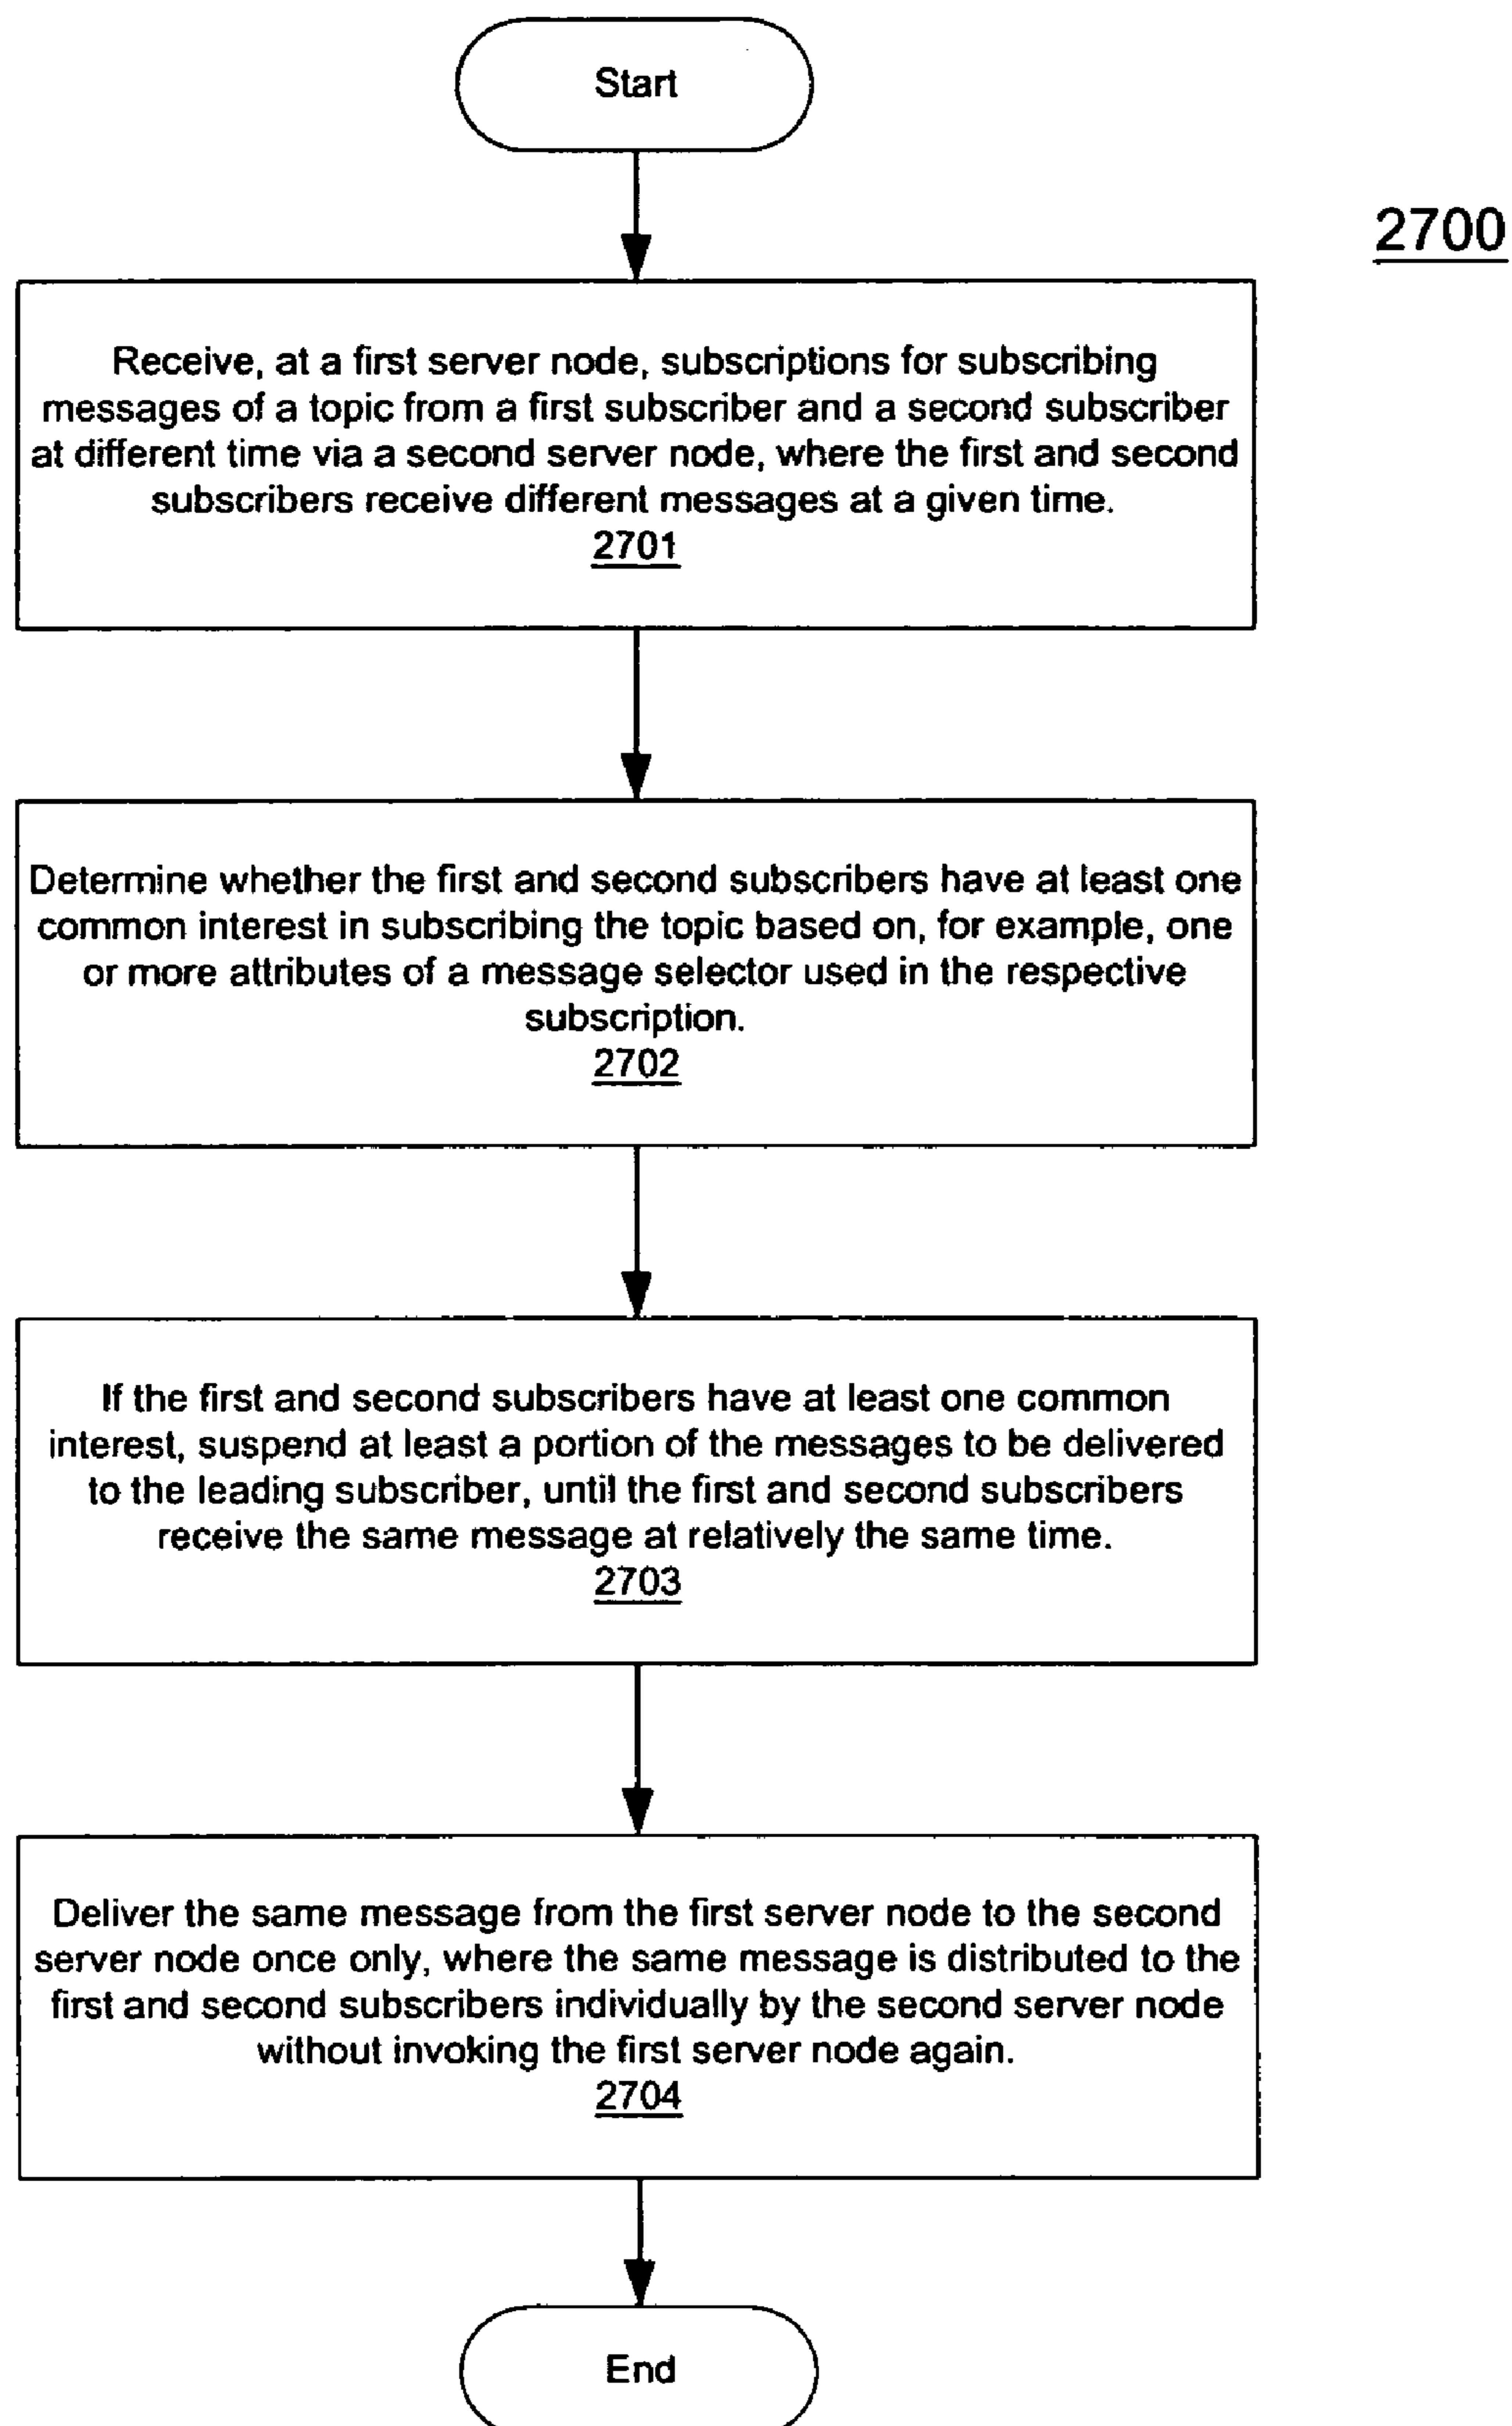 Start
2700
Receive, at a first server node, subscriptions for subscribing
messages of a topic from a first subscriber and a second subscriber
at different time via a second server node, where the first and second
subscribers receive different messages at a given time.
2701
Determine whether the first and second subscribers have at least one
common interest in subscribing the topic based on, for example, one
or more attributes of a message selector used in the respective
subscription.
2702
If the first and second subscribers have at least one common
interest, suspend at least a portion of the messages to be delivered
to the leading subscriber, until the first and second subscribers
receive the same message at relatively the same time.
2703
Deliver the same message from the first server node to the second
server node once only, where the same message is distributed to the
first and second subscribers individually by the second server node
without invoking the first server node again.
2704
End